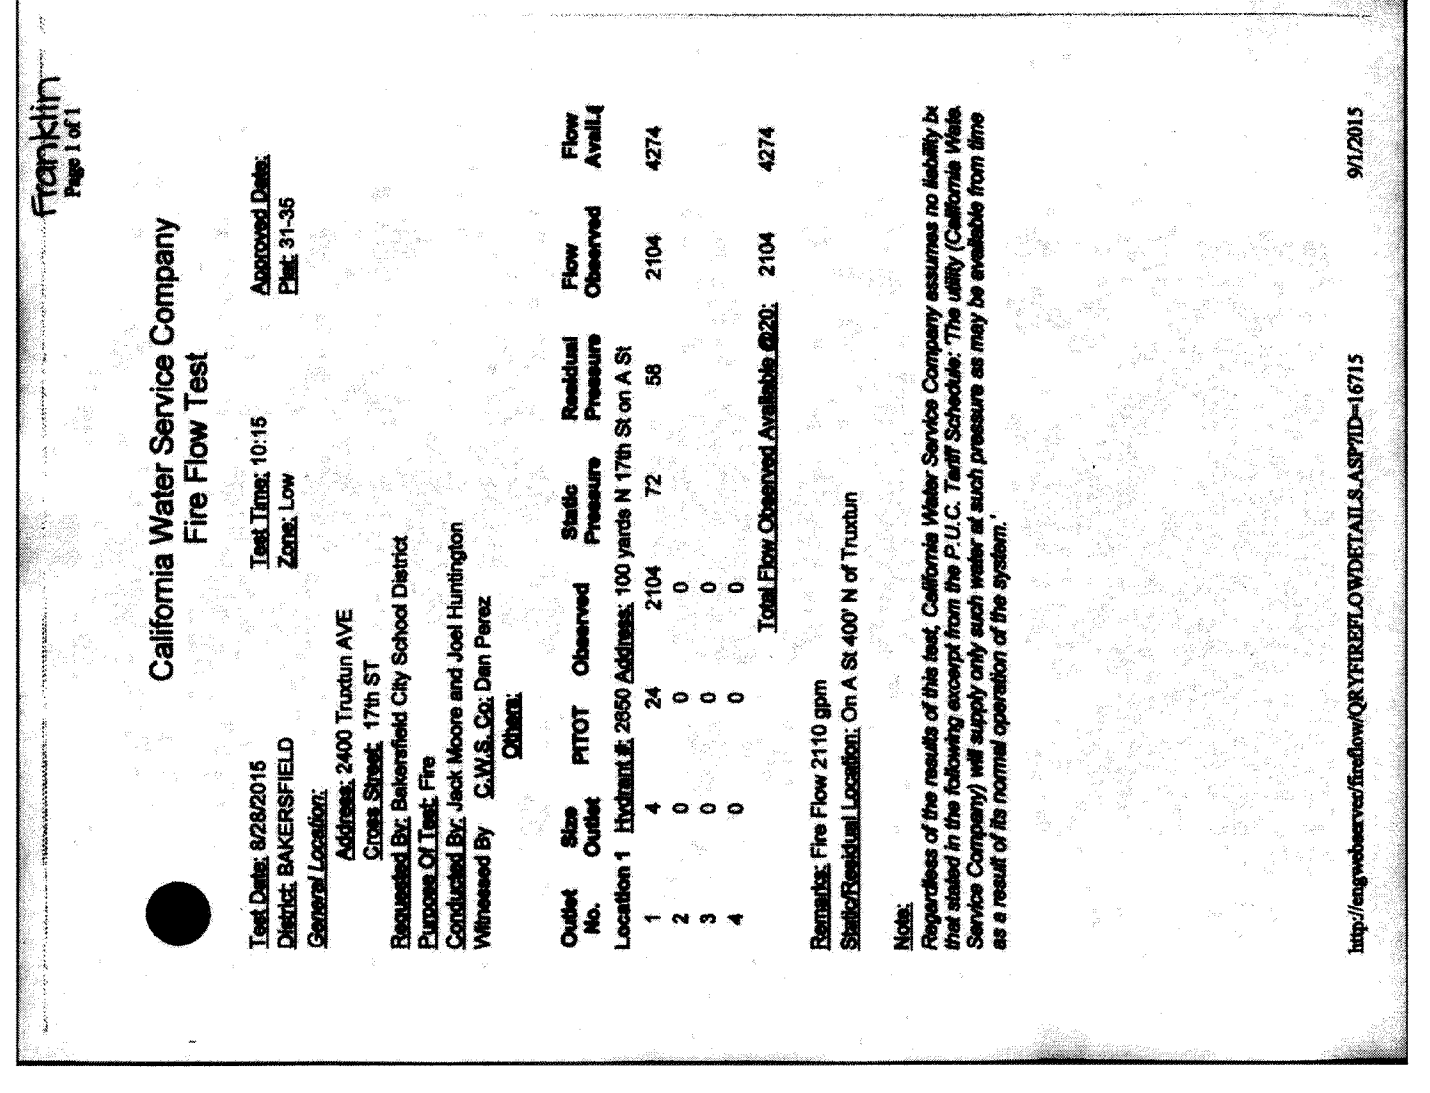 Franklin
Page 1 of 1
California Water Service Company
Fire Flow Test
Test Date: 8/28/2015 Test Time: 10:15 Approved Date:
District: BAKERSFIELD Zone: Low Plat: 31-35
General Location:
Address: 2400 Truxtun AVE
Cross Street: 17th ST
Requested By: Bakersfield City School District
Purpose Of Test: Fire
Conducted By: Jack Moore and Joel Huntington
Witnessed By C.W.S. Co: Dan Perez
Others:
Outlet Size PITOT Observed Static Residual Flow Flow
No. Outlet Pressure Pressure Observed Avail.@
Location 1 Hydrant #: 2650 Address: 100 yards N 17th St on A St
1 4 24 2104 72 58 2104 4274
2 0 0 0
3 0 0 0
4 0 0 0
Total Flow Observed Available @20: 2104 4274
Remarks: Fire Flow 2110 gpm
Static/Residual Location: On A St 400' N of Truxtun
Note:
Regardless of the results of this test, California Water Service Company assumes no liability be
that stated in the following excerpt from the P.U.C. Tariff Schedule: 'The utility (California Wate
Service Company) will supply only such water at such pressure as may be available from time
as a result of its normal operation of the system.'
http://engwebserver/fireflow/QRYFIREFLOWDETAILS.ASP?ID=16715 9/1/2015